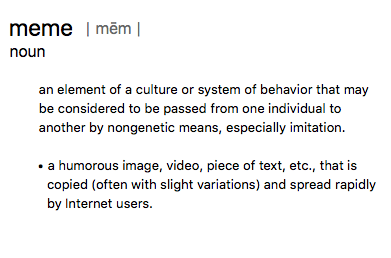 meme | mēm |
noun
an element of a culture or system of behavior that may
be considered to be passed from one individual to
another by nongenetic means, especially imitation.
• a humorous image, video, piece of text, etc., that is
copied (often with slight variations) and spread rapidly
by Internet users.